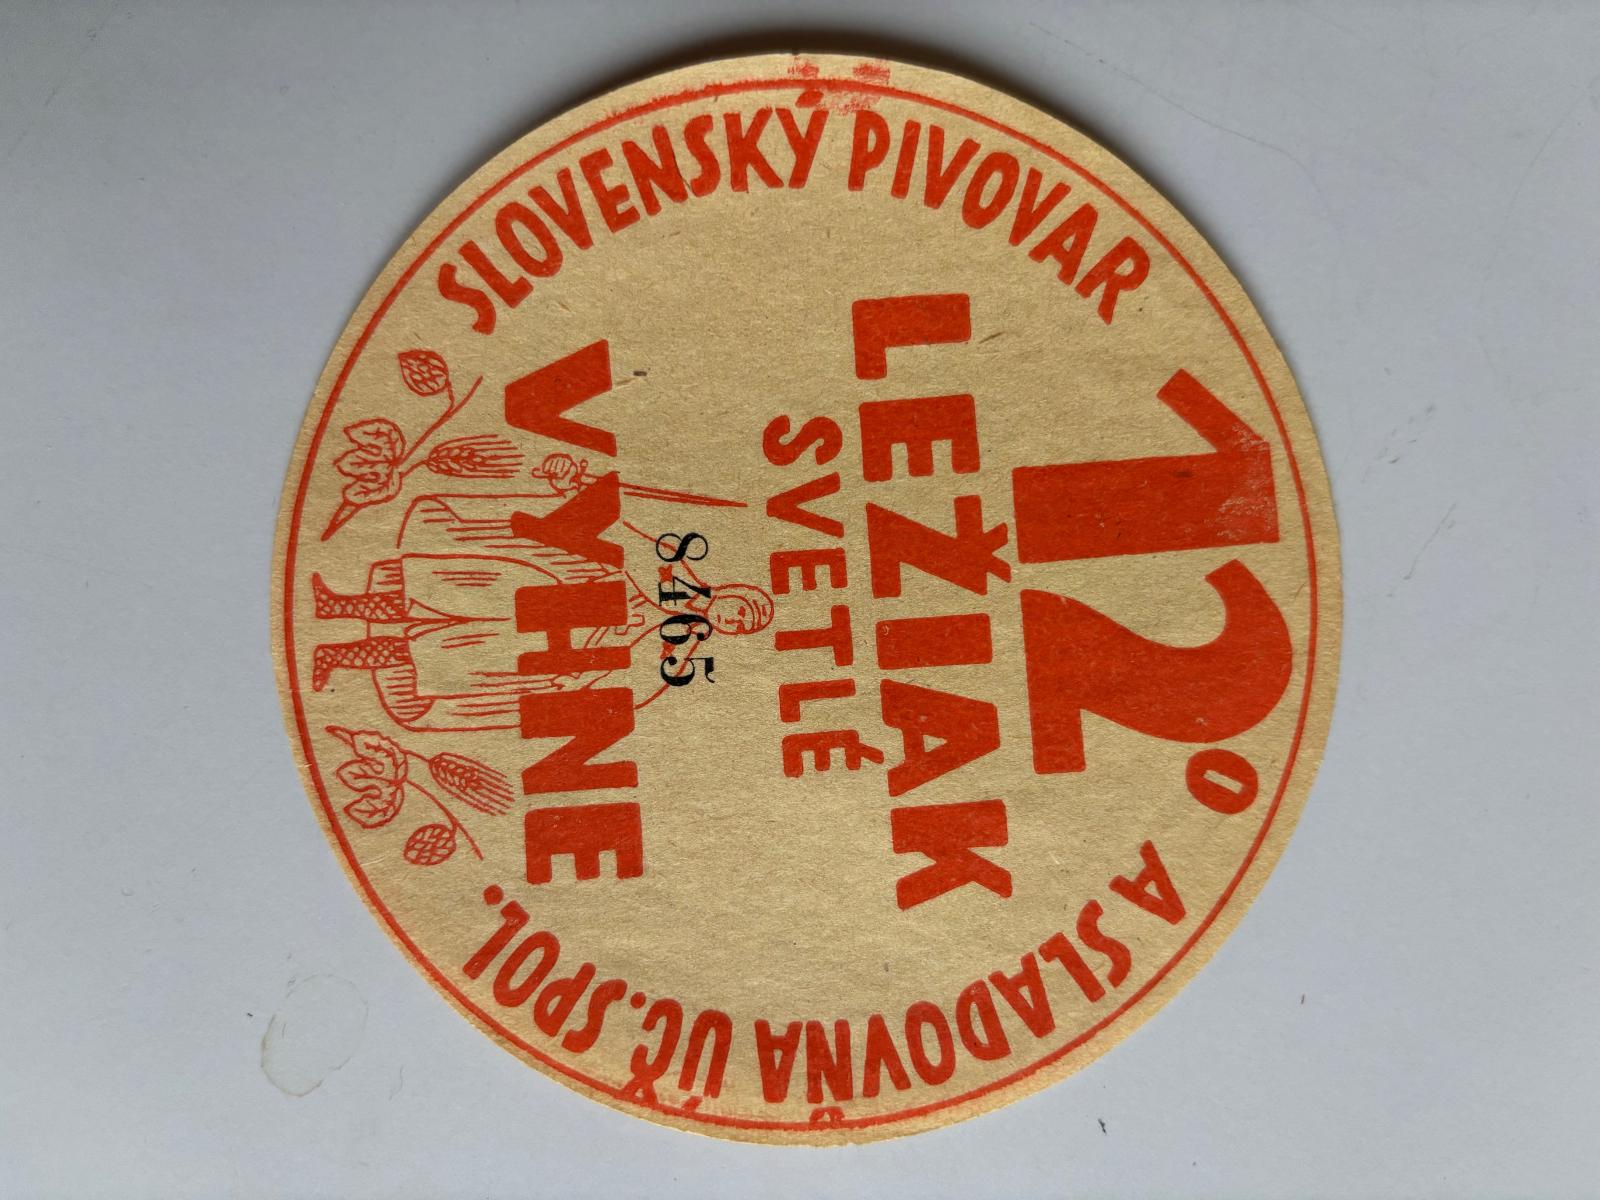 SLOVENSKÝ PIVOVAR A SLADOVŇA ÚČ. SPOL.
12°
LEŽIAK
SVETLÉ
8465
VYHNE